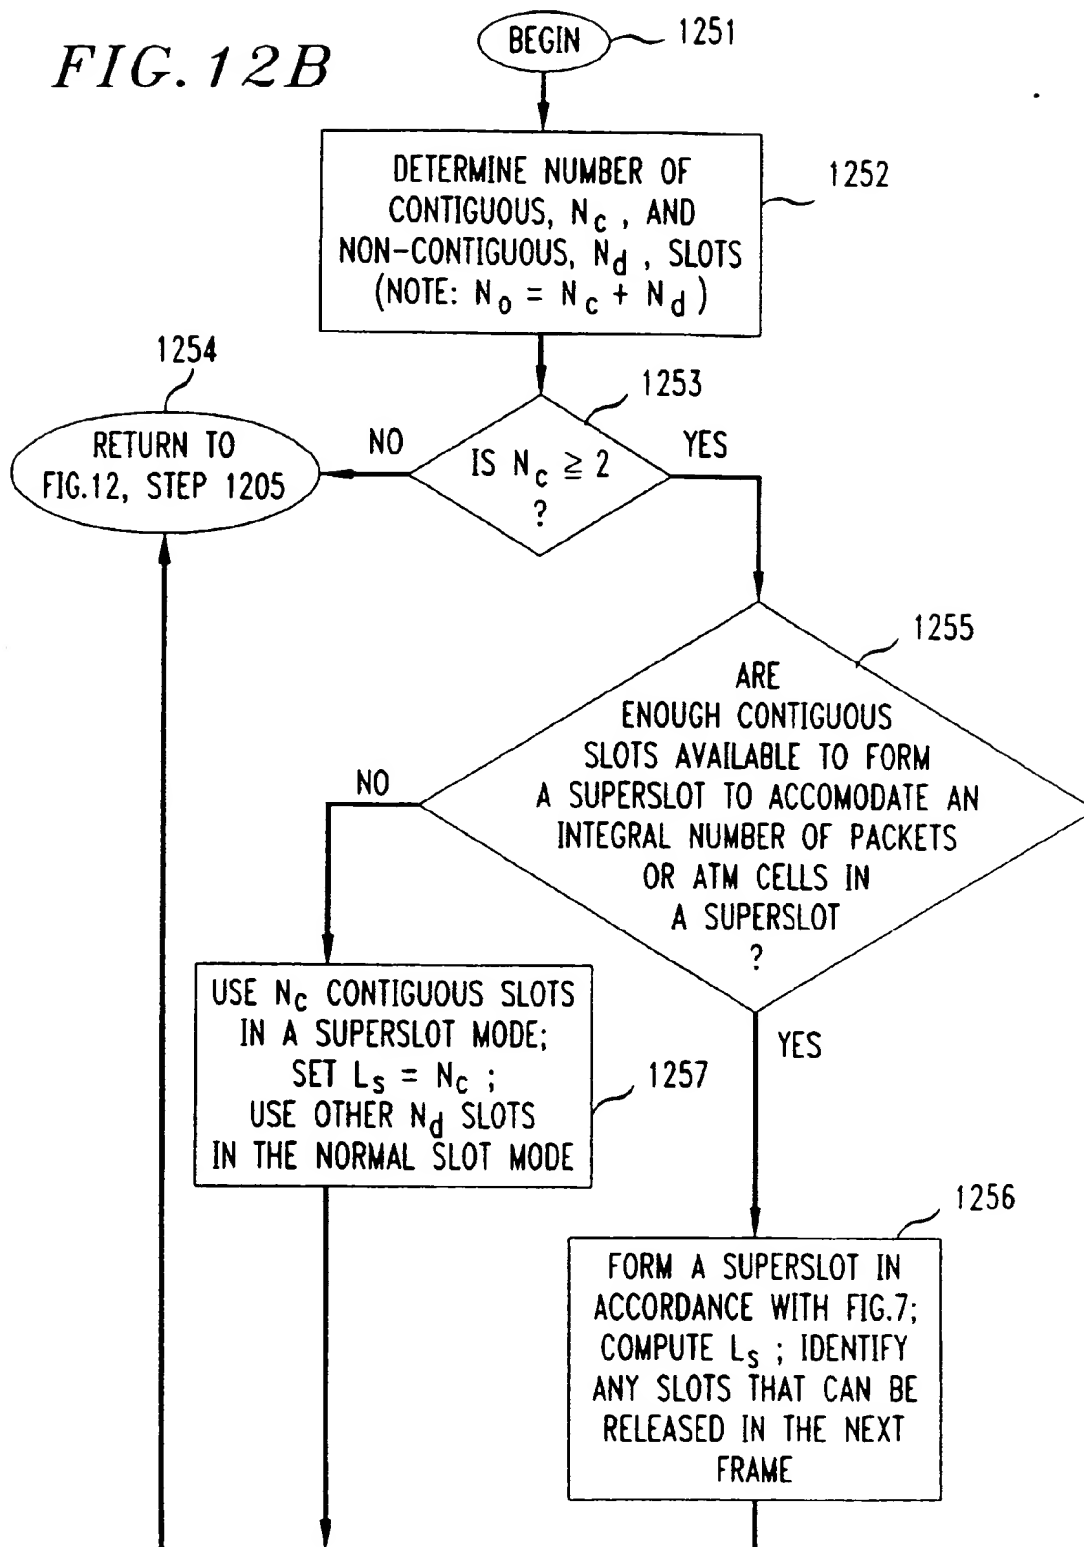 FIG. 12B
BEGIN
1251
DETERMINE NUMBER OF
CONTIGUOUS, Nc, AND
NON-CONTIGUOUS, Nd, SLOTS
(NOTE: No = Nc + Nd)
1252
1254
RETURN TO
FIG.12, STEP 1205
NO
1253
IS Nc ≧ 2
?
YES
1255
ARE
ENOUGH CONTIGUOUS
SLOTS AVAILABLE TO FORM
A SUPERSLOT TO ACCOMODATE AN
INTEGRAL NUMBER OF PACKETS
OR ATM CELLS IN
A SUPERSLOT
?
NO
YES
USE Nc CONTIGUOUS SLOTS
IN A SUPERSLOT MODE;
SET Ls = Nc ;
USE OTHER Nd SLOTS
IN THE NORMAL SLOT MODE
1257
1256
FORM A SUPERSLOT IN
ACCORDANCE WITH FIG.7;
COMPUTE Ls ; IDENTIFY
ANY SLOTS THAT CAN BE
RELEASED IN THE NEXT
FRAME